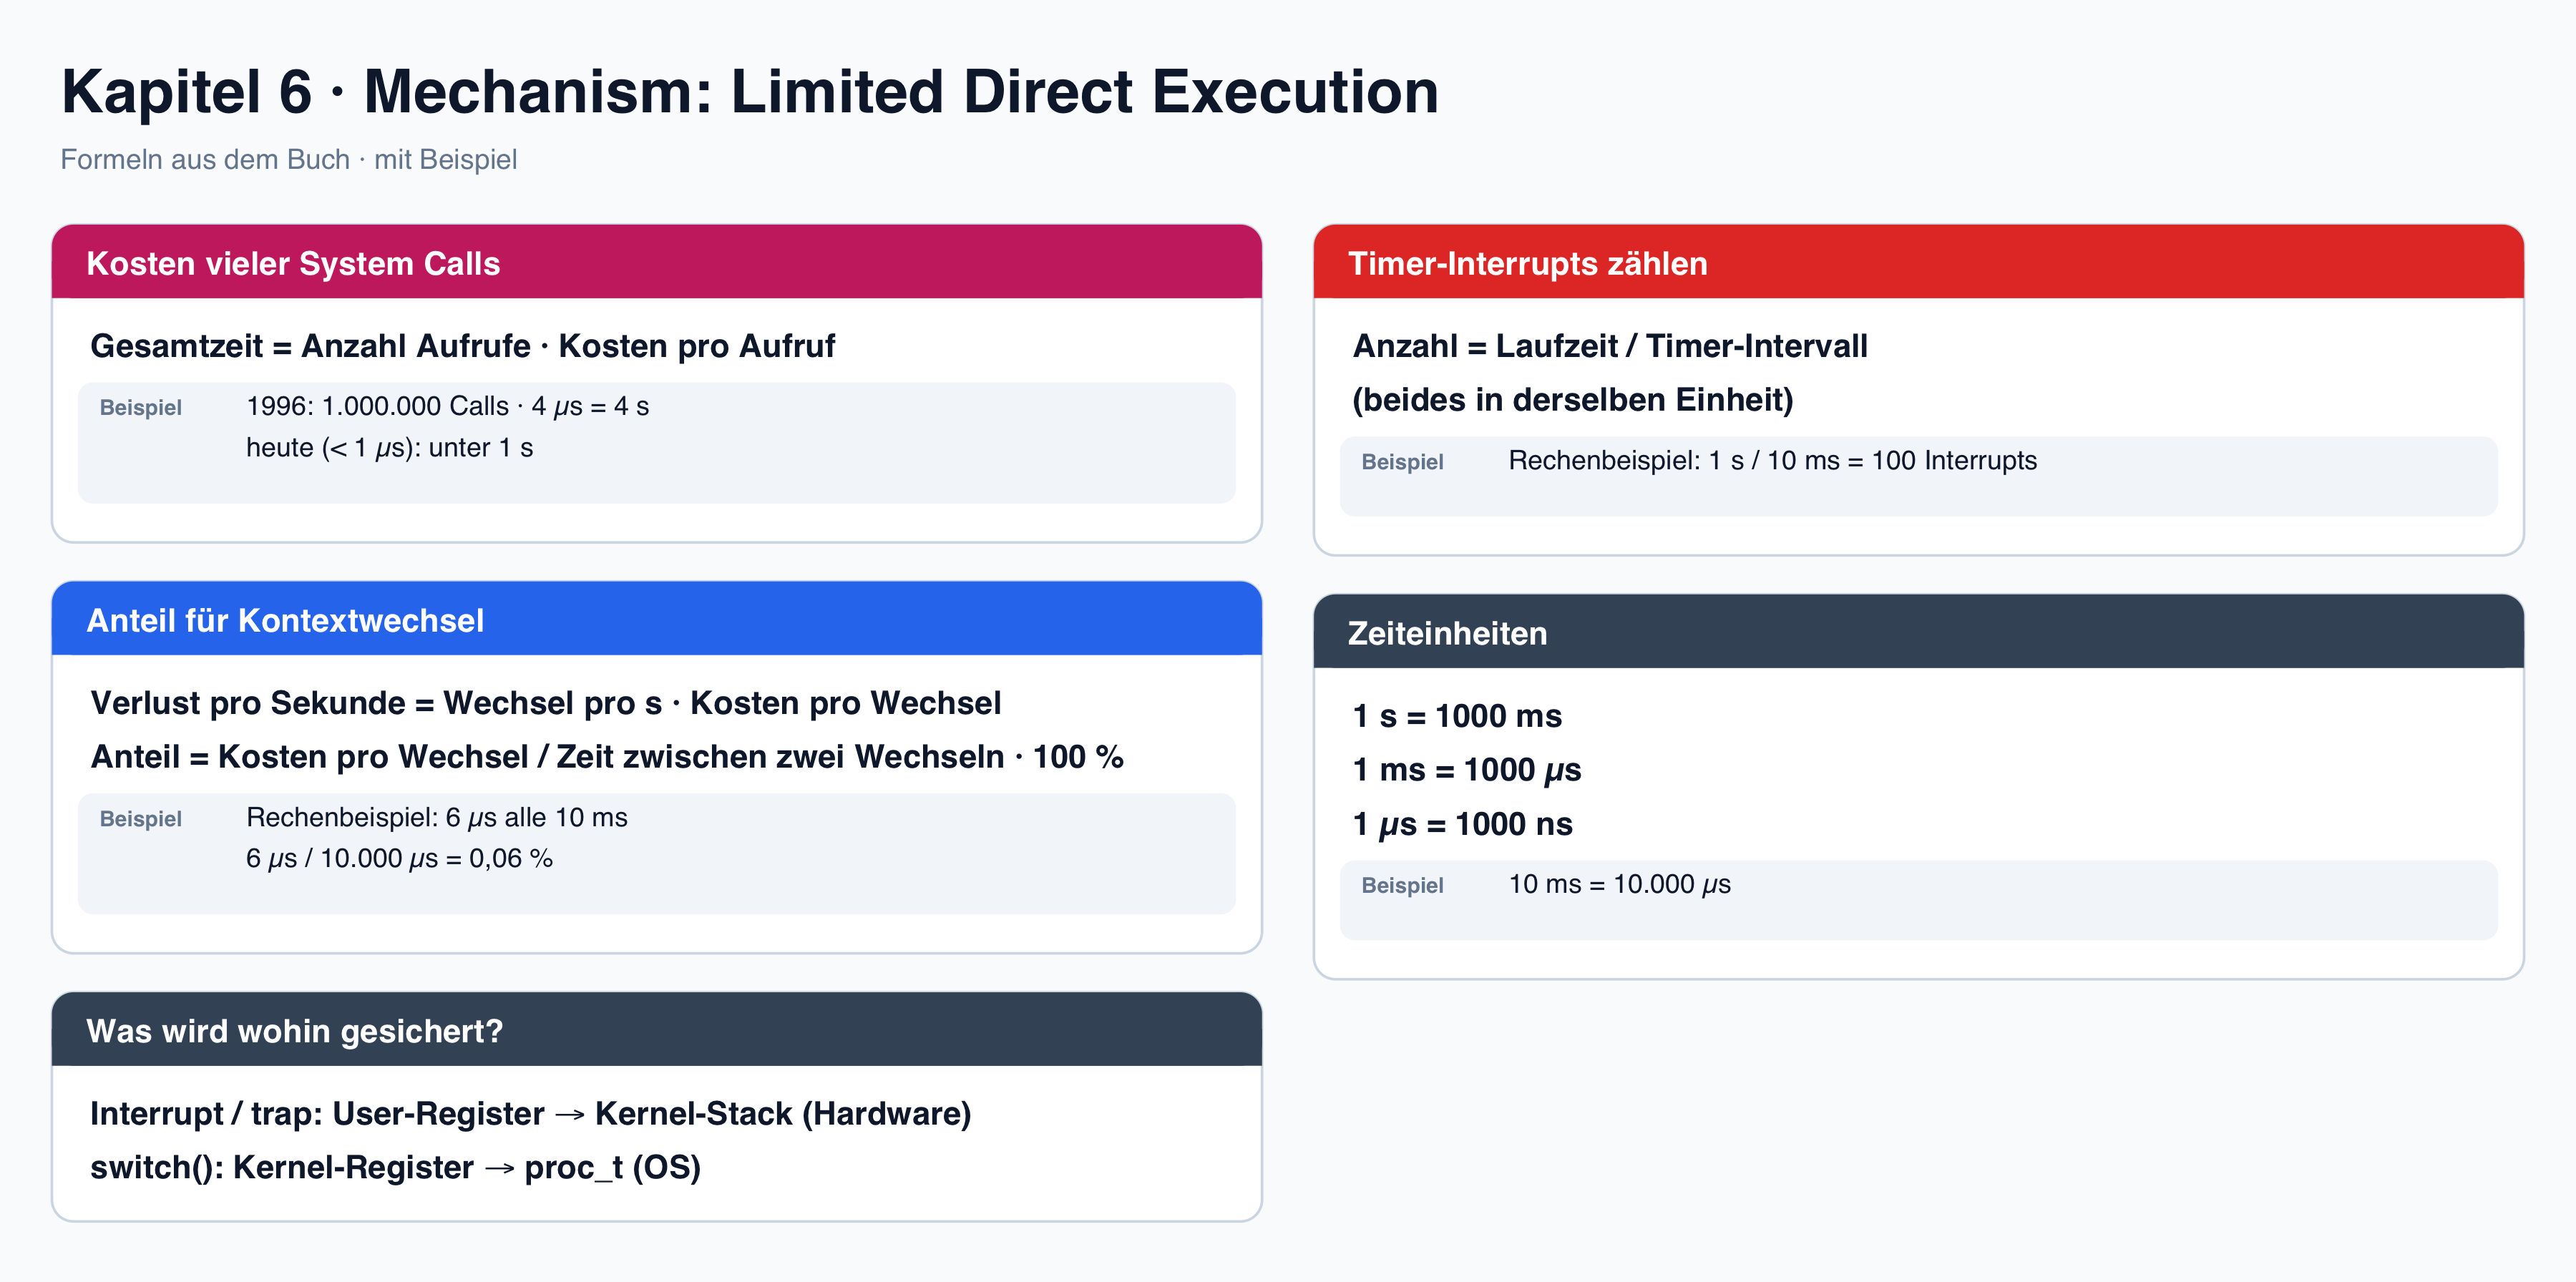 Kapitel 6 · Mechanism: Limited Direct Execution
Formeln aus dem Buch · mit Beispiel
Kosten vieler System Calls
Gesamtzeit = Anzahl Aufrufe · Kosten pro Aufruf
Beispiel 1996: 1.000.000 Calls · 4 µs = 4 s
heute (< 1 µs): unter 1 s
Anteil für Kontextwechsel
Verlust pro Sekunde = Wechsel pro s · Kosten pro Wechsel
Anteil = Kosten pro Wechsel / Zeit zwischen zwei Wechseln · 100 %
Beispiel Rechenbeispiel: 6 µs alle 10 ms
6 µs / 10.000 µs = 0,06 %
Was wird wohin gesichert?
Interrupt / trap: User-Register → Kernel-Stack (Hardware)
switch(): Kernel-Register → proc_t (OS)
Timer-Interrupts zählen
Anzahl = Laufzeit / Timer-Intervall
(beides in derselben Einheit)
Beispiel Rechenbeispiel: 1 s / 10 ms = 100 Interrupts
Zeiteinheiten
1 s = 1000 ms
1 ms = 1000 µs
1 µs = 1000 ns
Beispiel 10 ms = 10.000 µs